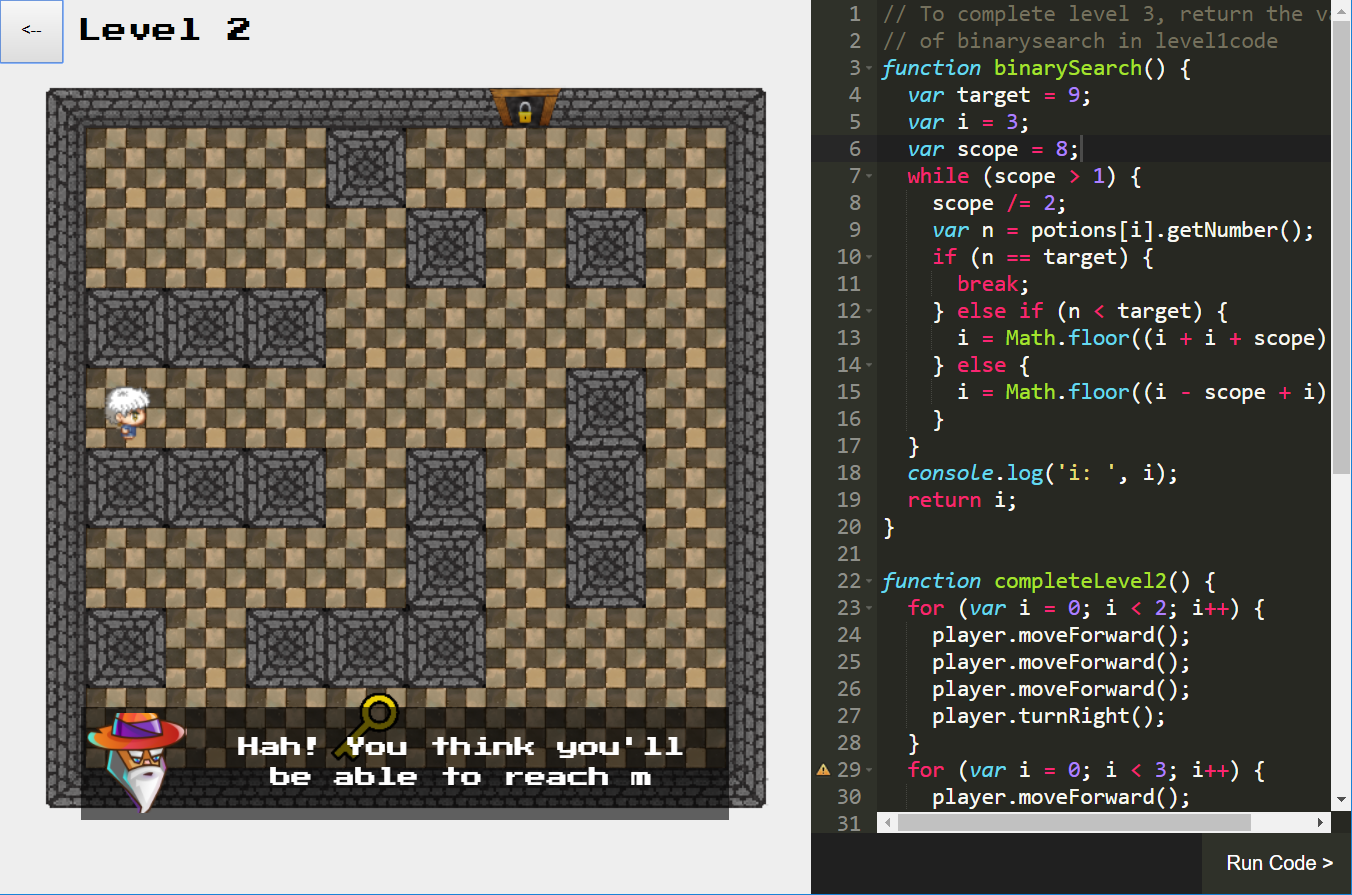 <--
Level 2
Hah! You think you'll
be able to reach m
1 // To complete level 3, return the va
2 // of binarysearch in level1code
3 function binarySearch() {
4 var target = 9;
5 var i = 3;
6 var scope = 8;
7 while (scope > 1) {
8 scope /= 2;
9 var n = potions[i].getNumber();
10 if (n == target) {
11 break;
12 } else if (n < target) {
13 i = Math.floor((i + i + scope)
14 } else {
15 i = Math.floor((i - scope + i)
16 }
17 }
18 console.log('i: ', i);
19 return i;
20 }
21
22 function completeLevel2() {
23 for (var i = 0; i < 2; i++) {
24 player.moveForward();
25 player.moveForward();
26 player.moveForward();
27 player.turnRight();
28 }
29 for (var i = 0; i < 3; i++) {
30 player.moveForward();
31
Run Code >